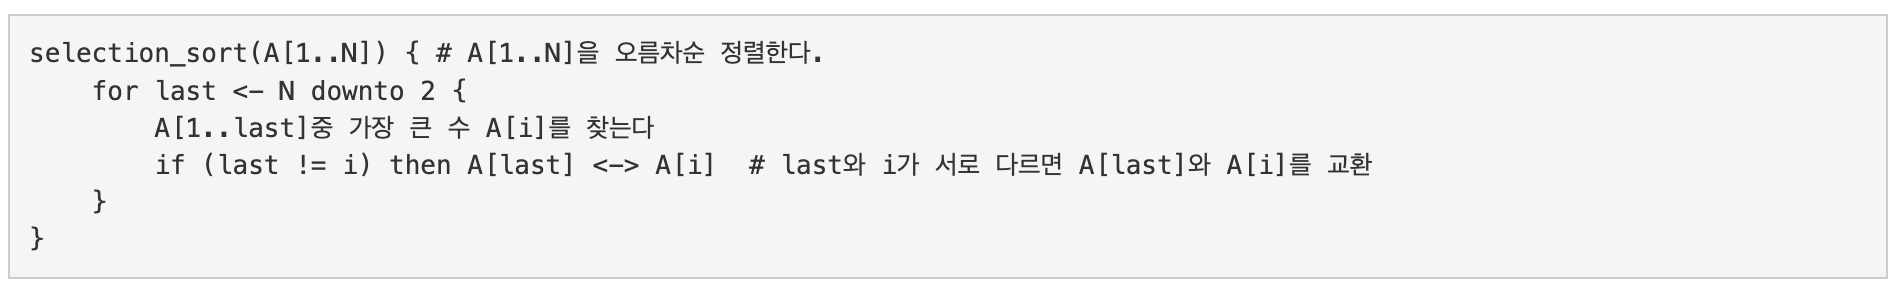 selection_sort(A[1..N]) { # A[1..N]을 오름차순 정렬한다.
    for last <- N downto 2 {
        A[1..last]중 가장 큰 수 A[i]를 찾는다
        if (last != i) then A[last] <-> A[i]  # last와 i가 서로 다르면 A[last]와 A[i]를 교환
    }
}